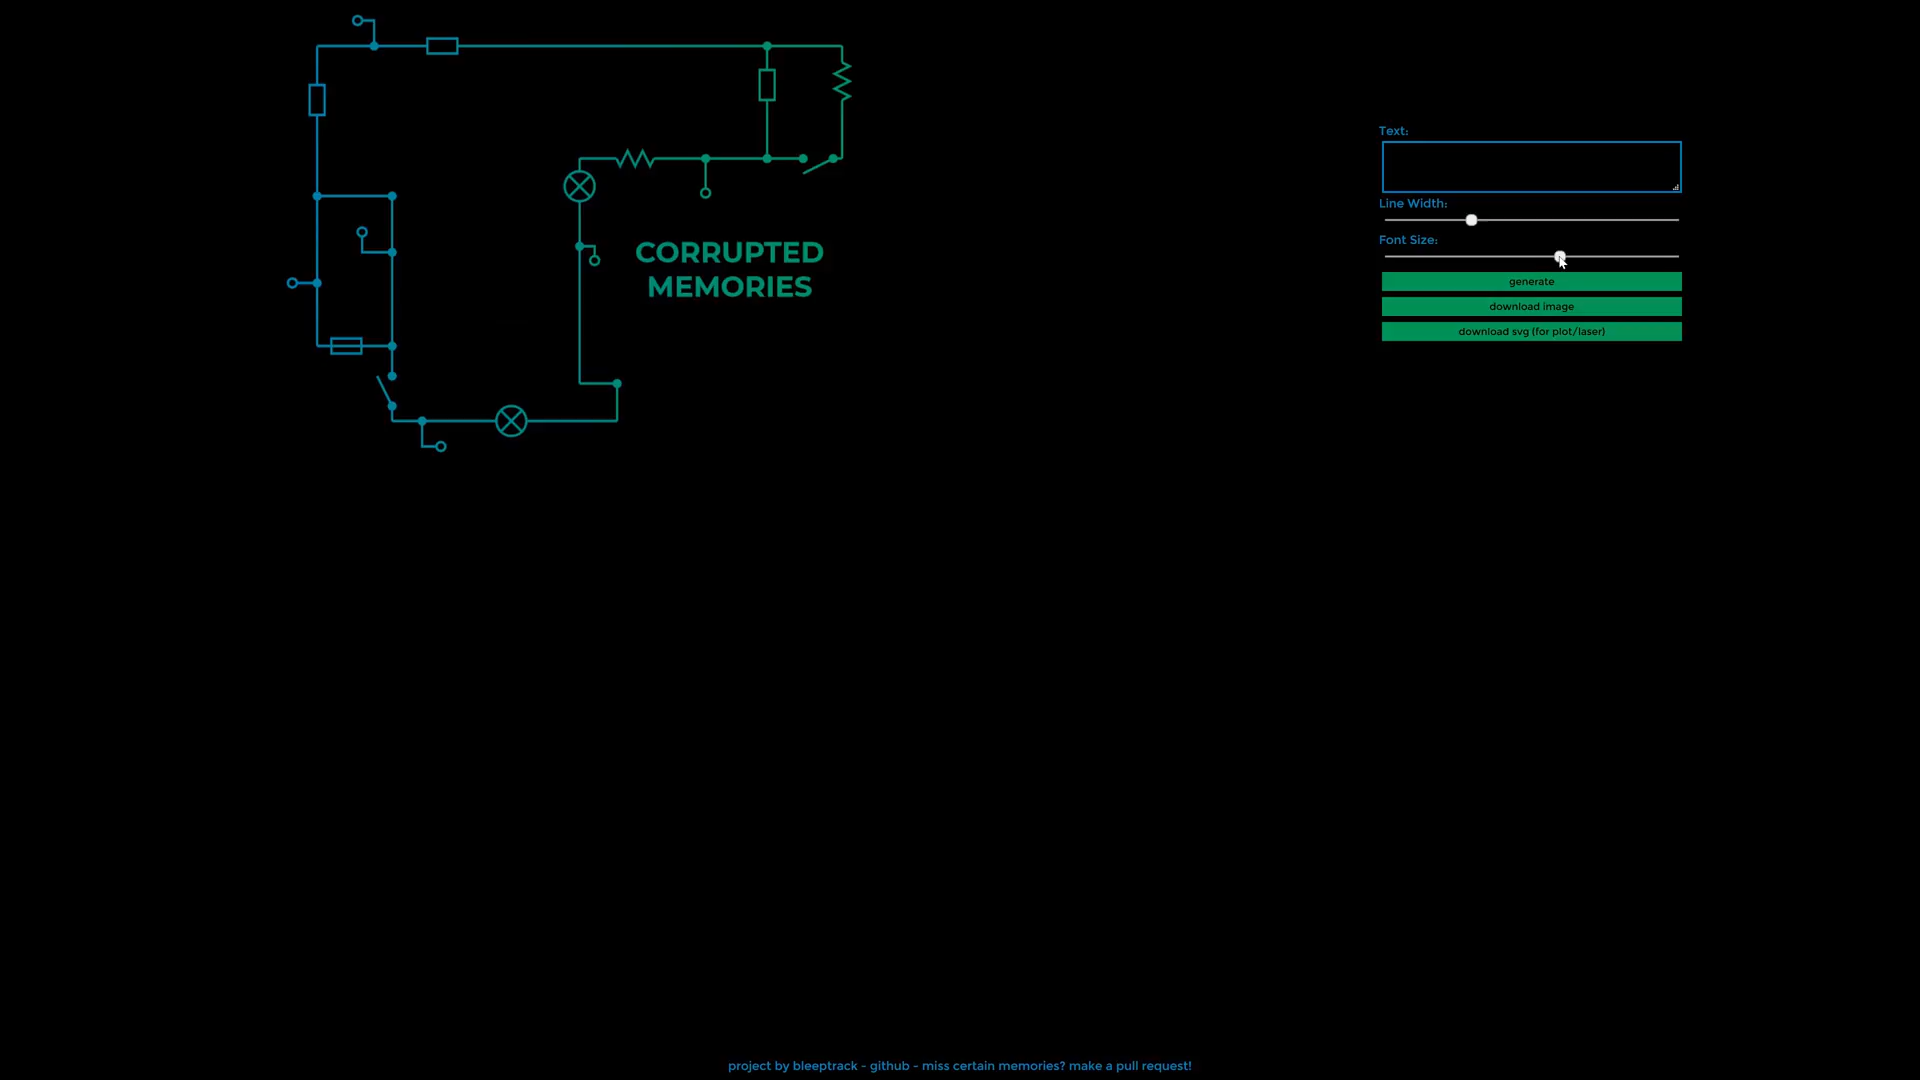 CORRUPTED
MEMORIES
Text:
Line Width:
Font Size:
generate
download image
download svg (for plot/laser)
project by bleeptrack - github - miss certain memories? make a pull request!